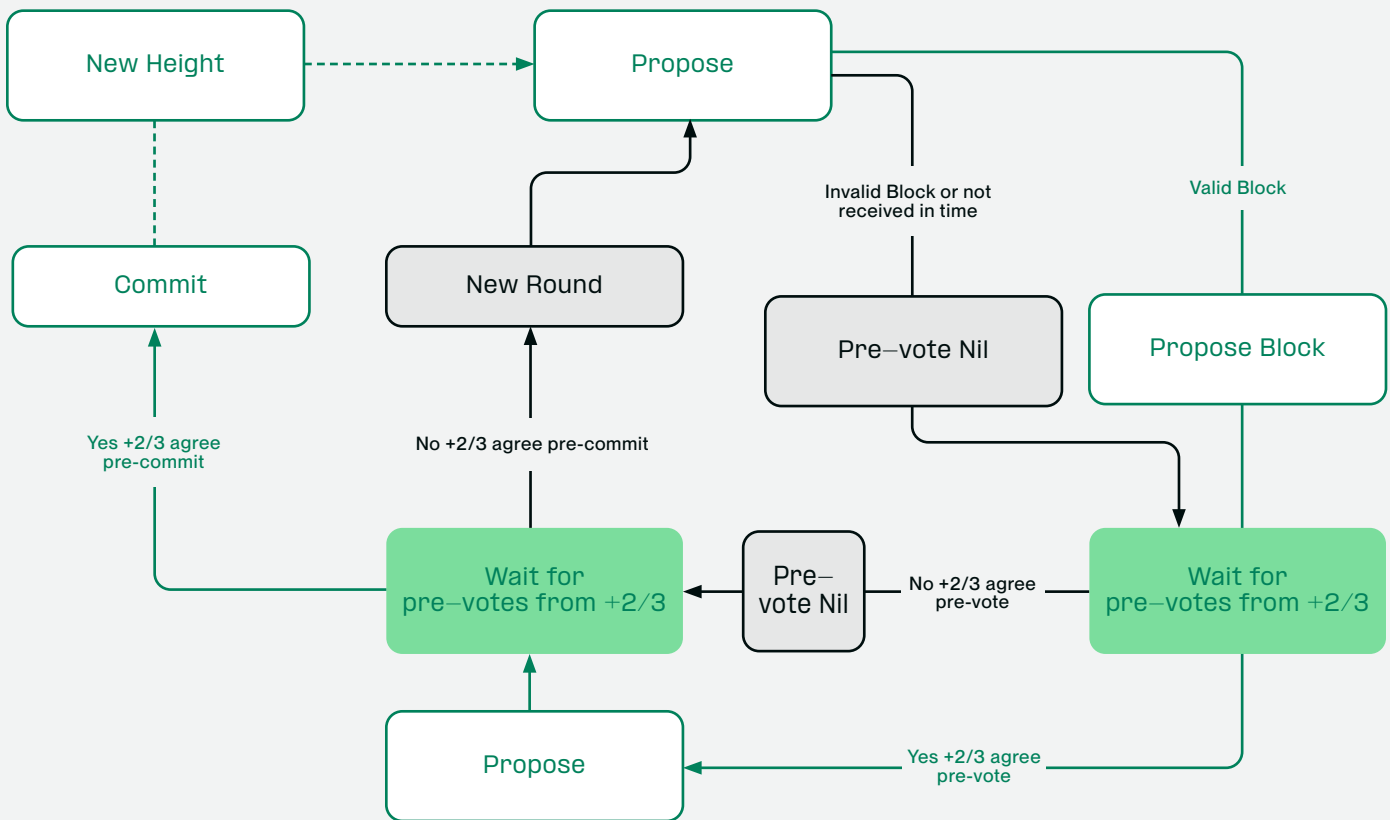 New Height
Propose
Invalid Block or not
received in time
Valid Block
Commit
New Round
Pre–vote Nil
Propose Block
Yes +2/3 agree
pre-commit
No +2/3 agree pre-commit
Wait for
pre–votes from +2/3
Pre–
vote Nil
No +2/3 agree
pre-vote
Wait for
pre–votes from +2/3
Propose
Yes +2/3 agree
pre-vote